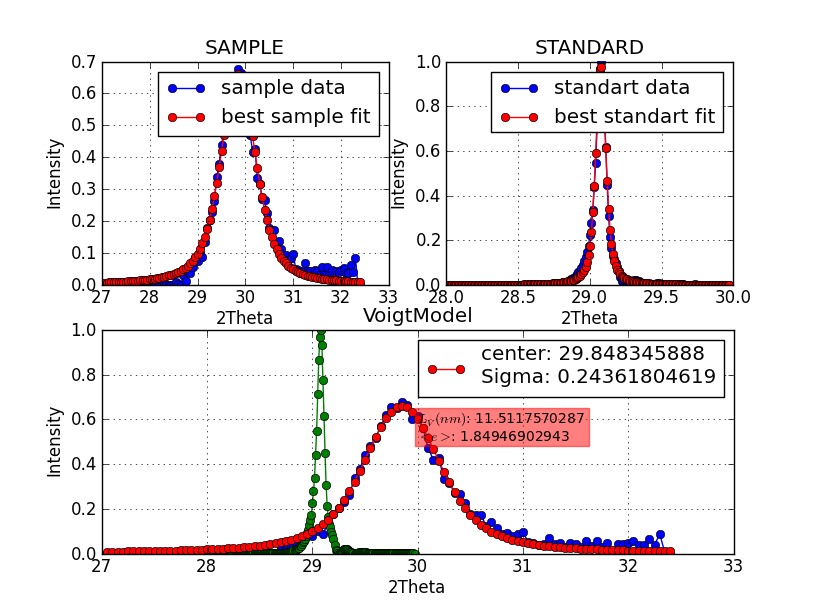 SAMPLE
0.7
0.6
0.5
0.4
0.3
0.2
0.1
0.0
Intensity
sample data
best sample fit
27 28 29 30 31 32 33
2Theta
STANDARD
1.0
0.8
0.6
0.4
0.2
0.0
Intensity
standart data
best standart fit
28.0 28.5 29.0 29.5 30.0
2Theta
VoigtModel
1.0
0.8
0.6
0.4
0.2
0.0
Intensity
center: 29.848345888
Sigma: 0.24361804619
(nm): 11.5117570287
>: 1.84946902943
27 28 29 30 31 32 33
2Theta